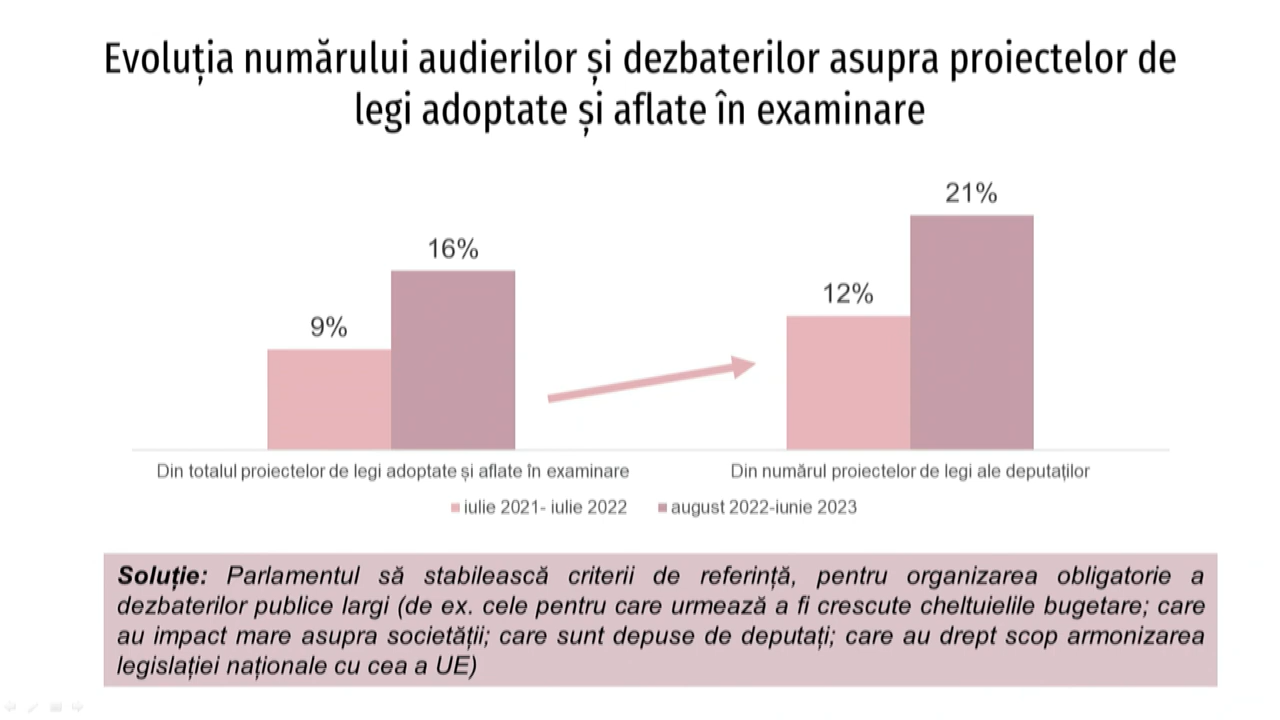 Evoluția numărului audierilor și dezbaterilor asupra proiectelor de
legi adoptate și aflate în examinare
21%
16%
12%
9%
Din totalul proiectelor de legi adoptate și aflate în examinare
Din numărul proiectelor de legi ale deputaților
iulie 2021- iulie 2022
august 2022-iunie 2023
Soluție: Parlamentul să stabilească criterii de referință, pentru organizarea obligatorie a
dezbaterilor publice largi (de ex. cele pentru care urmează a fi crescute cheltuielile bugetare; care
au impact mare asupra societății; care sunt depuse de deputați; care au drept scop armonizarea
legislației naționale cu cea a UE)